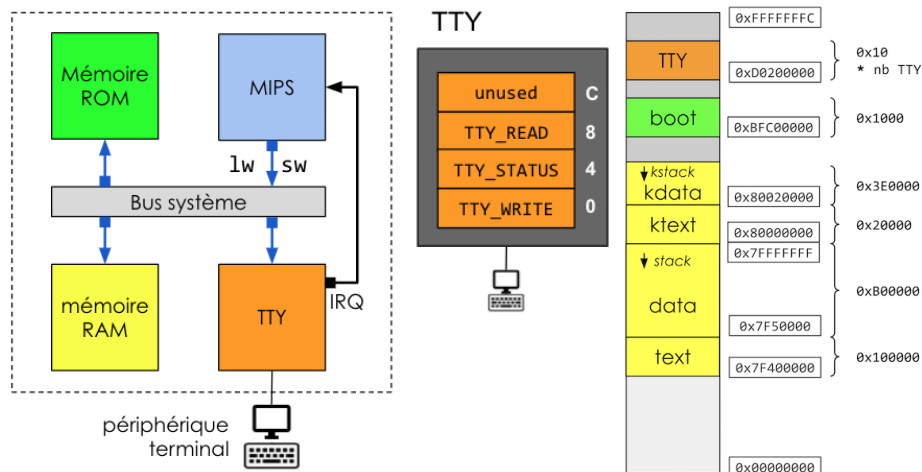 Mémoire
ROM
MIPS
lw sw
Bus système
mémoire
RAM
TTY
IRQ
périphérique
terminal
TTY
unused C
TTY_READ 8
TTY_STATUS 4
TTY_WRITE 0
0xFFFFFFFC
TTY
0xD0200000
0x10
* nb TTY
boot
0xBFC00000
0x1000
kstack
kdata
0x80020000
0x3E0000
ktext
0x80000000
0x20000
0x7FFFFFFF
stack
data
0x7F50000
0xB00000
text
0x7F400000
0x100000
0x00000000